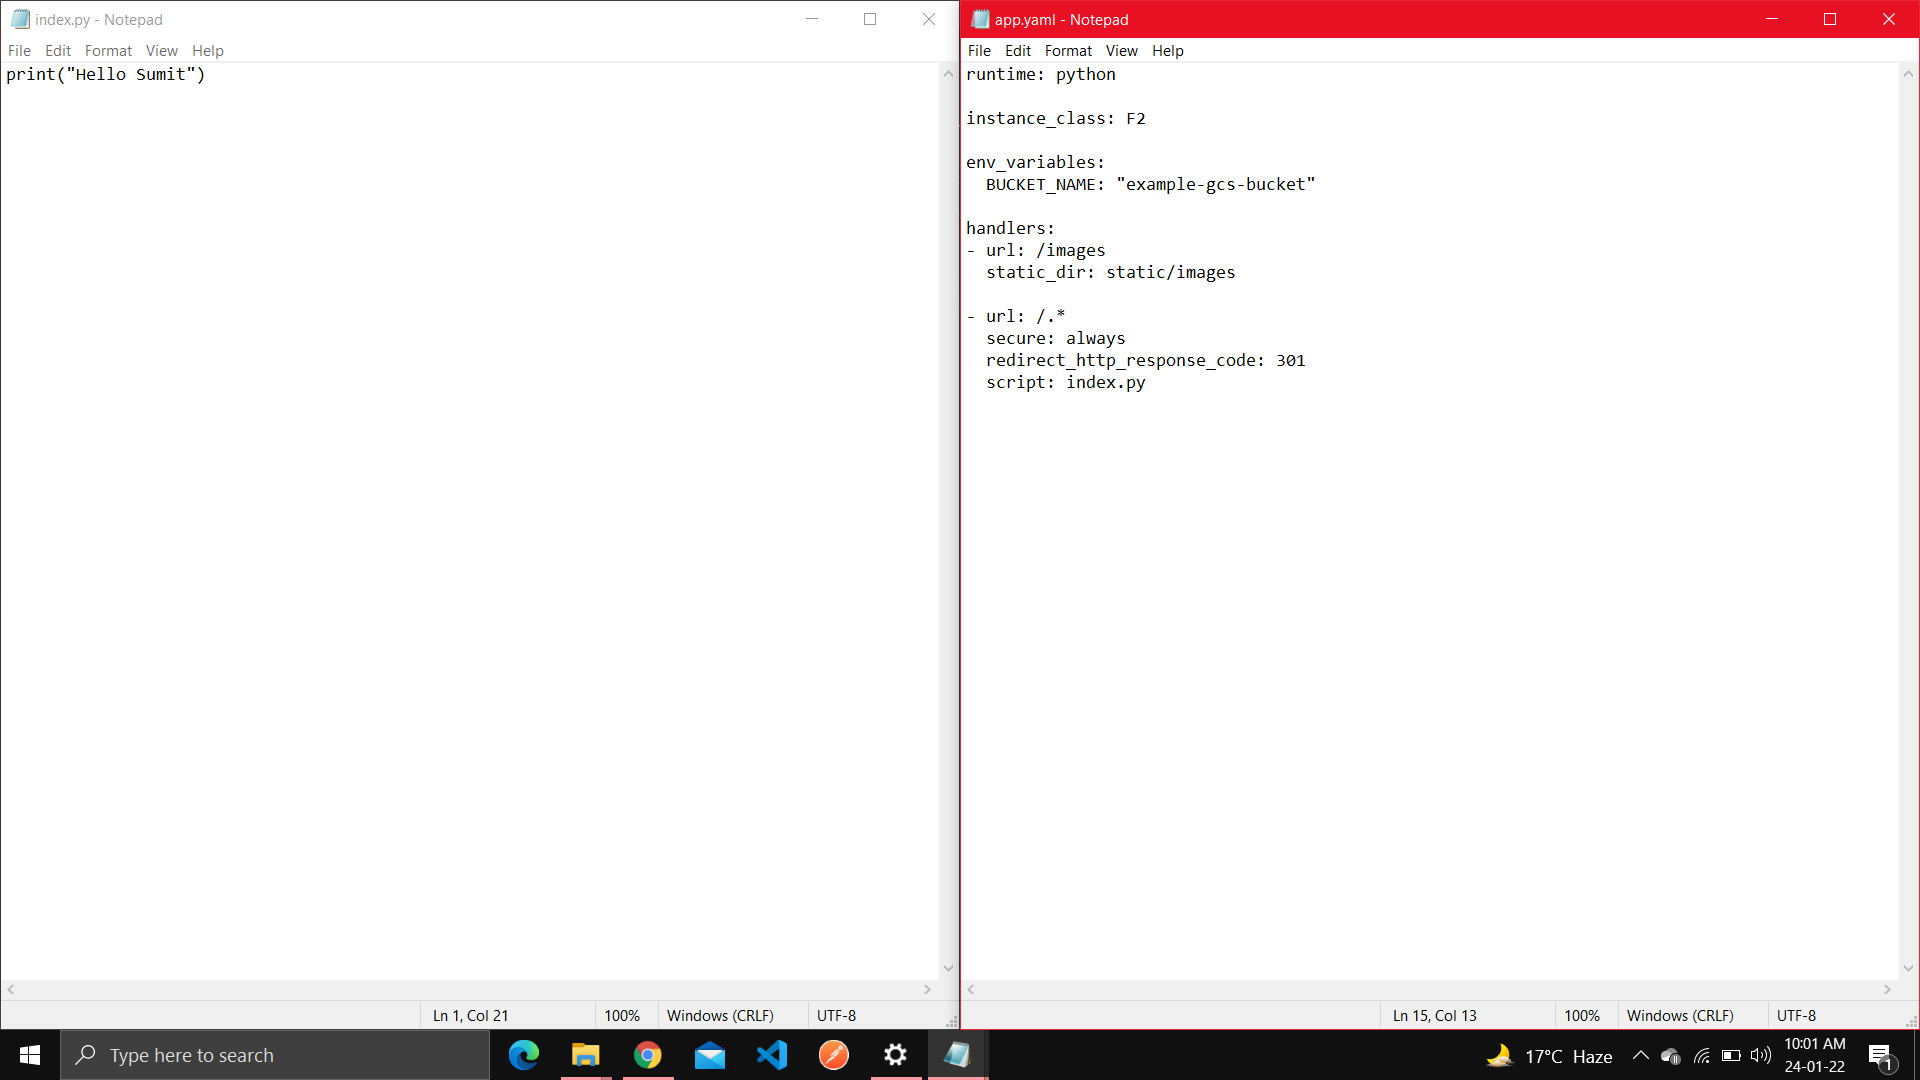 index.py - Notepad
File Edit Format View Help
print("Hello Sumit")
Ln 1, Col 21 100% Windows (CRLF) UTF-8
app.yaml - Notepad
File Edit Format View Help
runtime: python
instance_class: F2
env_variables:
  BUCKET_NAME: "example-gcs-bucket"
handlers:
- url: /images
  static_dir: static/images
- url: /.*
  secure: always
  redirect_http_response_code: 301
  script: index.py
Ln 15, Col 13 100% Windows (CRLF) UTF-8
Type here to search
17°C Haze
10:01 AM
24-01-22
1